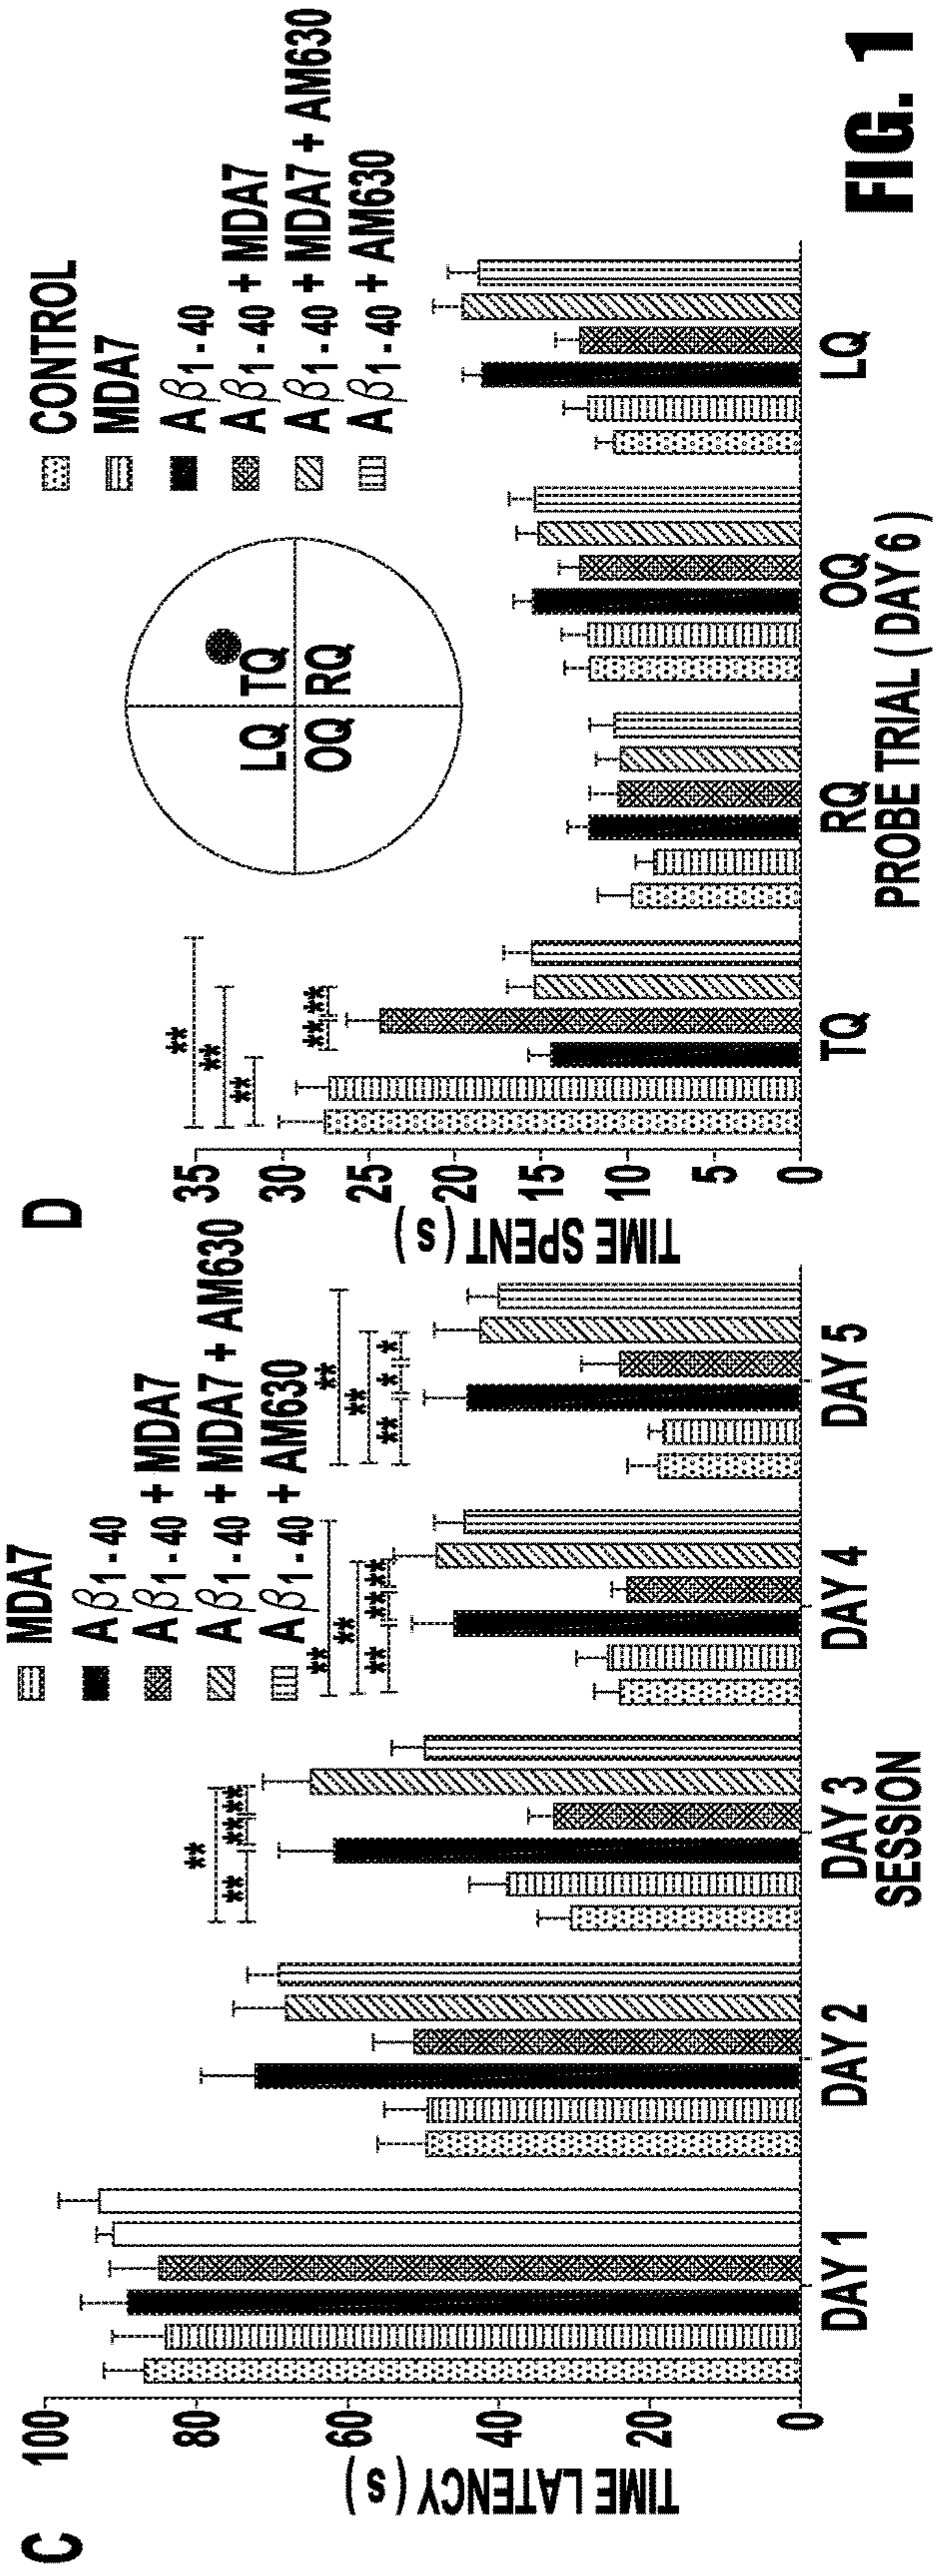 C
MDA7
Aβ1-40
Aβ1-40 + MDA7
Aβ1-40 + MDA7 + AM630
Aβ1-40 + AM630
TIME LATENCY (s)
100
80
60
40
20
0
** ** ** **
** ** ** ** **
** ** ** * *
DAY 1 DAY 2 DAY 3 DAY 4 DAY 5
SESSION
D
CONTROL
MDA7
Aβ1-40
Aβ1-40 + MDA7
Aβ1-40 + MDA7 + AM630
Aβ1-40 + AM630
LQ TQ
OQ RQ
TIME SPENT (s)
35
30
25
20
15
10
5
0
** ** ** ** **
TQ RQ OQ LQ
PROBE TRIAL ( DAY 6 )
FIG. 1